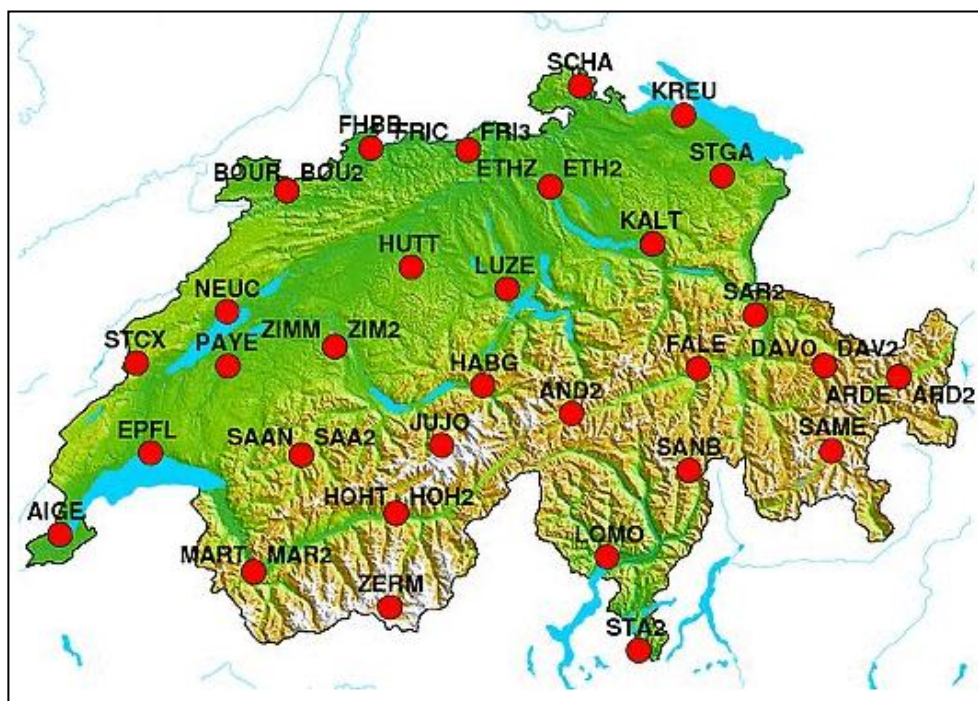 SCHA
KREU
FHBB FRIC FRI3
STGA
BOUR BOU2 ETHZ ETH2
KALT
HUTT
LUZE
NEUC
SAR2
STCX PAYE ZIMM ZIM2
HABG FALE DAVO DAV2
AND2 ARDE ARD2
EPFL SAAN SAA2 JUJO SANB SAME
AIGE HOHT HOH2
MART MAR2 LOMO
ZERM
STA2